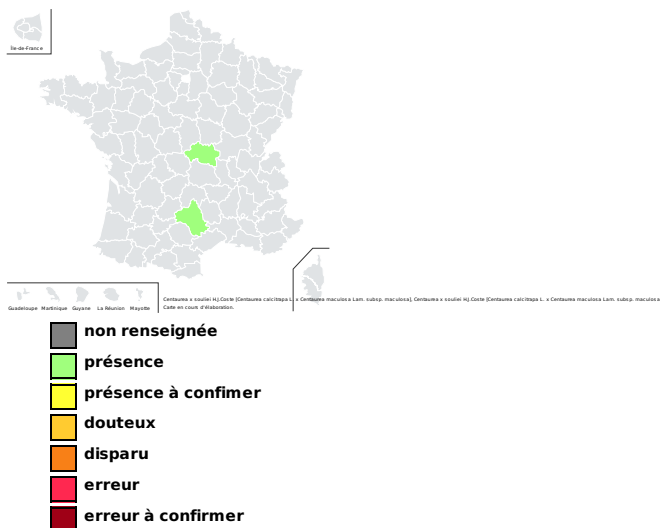 Île-de-France
Guadeloupe Martinique Guyane La Réunion Mayotte
Centaurea x souliei H.J.Coste [Centaurea calcitrapa L. x Centaurea maculosa Lam. subsp. maculosa], Centaurea x souliei H.J.Coste [Centaurea calcitrapa L. x Centaurea maculosa Lam. subsp. maculosa
Carte en cours d'élaboration.
non renseignée
présence
présence à confimer
douteux
disparu
erreur
erreur à confirmer